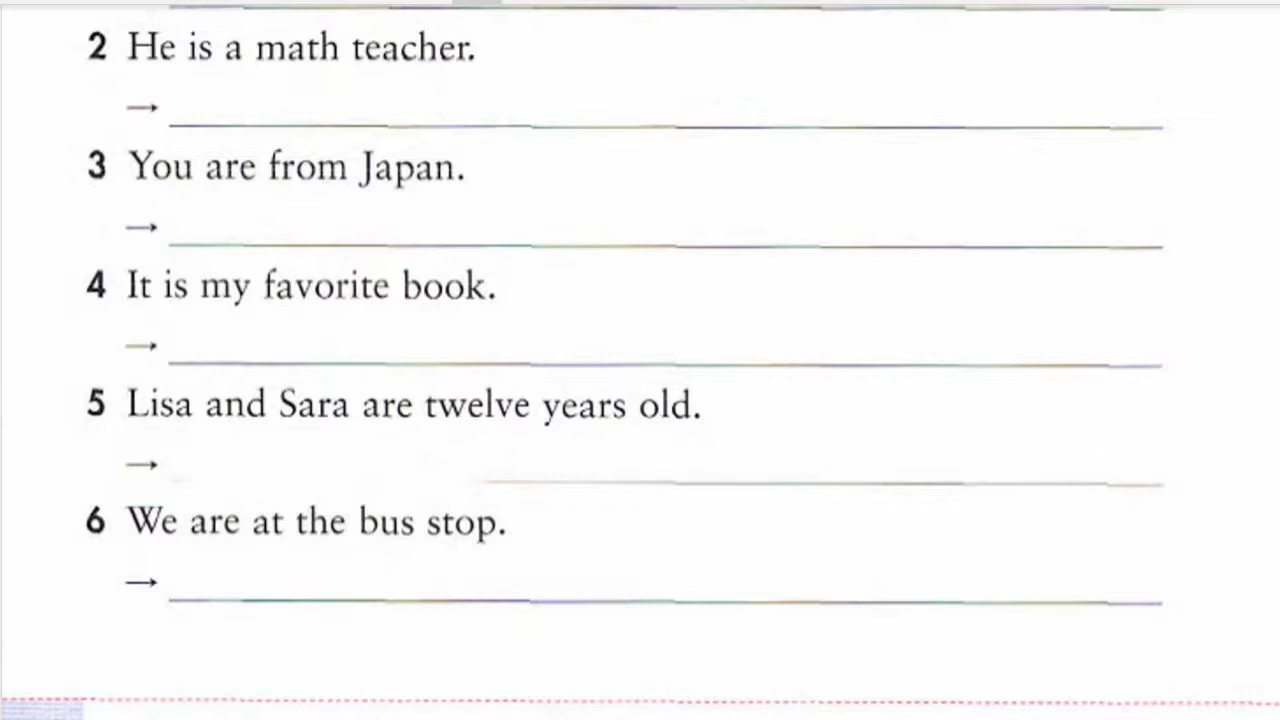 2 He is a math teacher.
→
3 You are from Japan.
→
4 It is my favorite book.
→
5 Lisa and Sara are twelve years old.
→
6 We are at the bus stop.
→